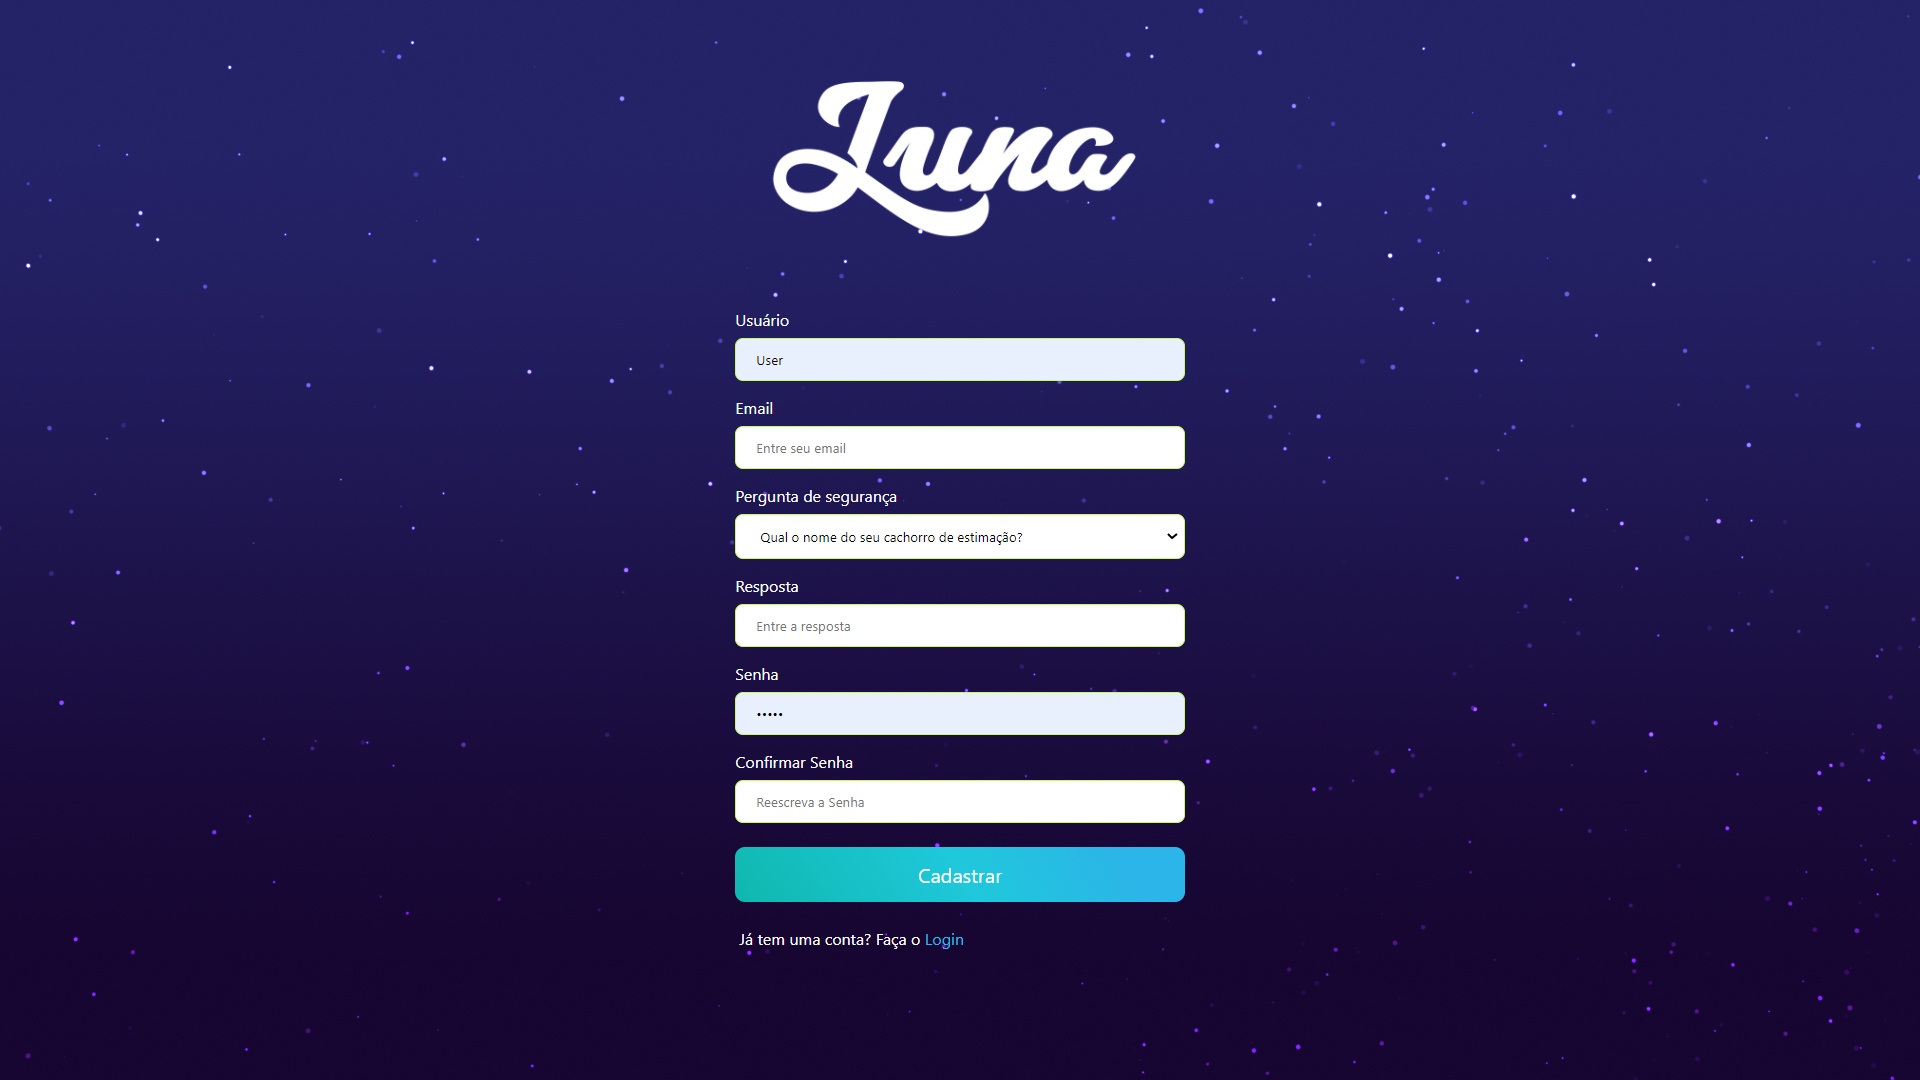 Luna
Usuário
User
Email
Entre seu email
Pergunta de segurança
Qual o nome do seu cachorro de estimação?
Resposta
Entre a resposta
Senha
•••••
Confirmar Senha
Reescreva a Senha
Cadastrar
Já tem uma conta? Faça o Login